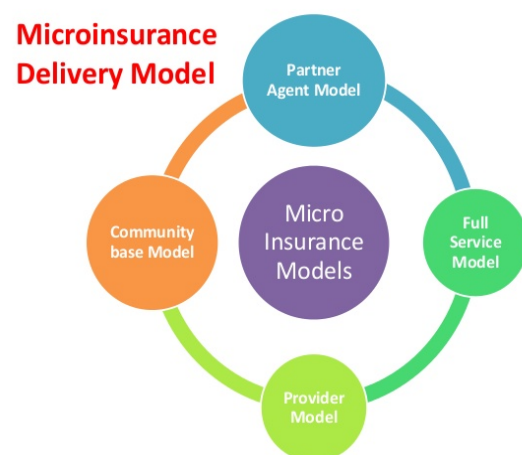 Microinsurance
Delivery Model
Partner
Agent Model
Community
base Model
Micro
Insurance
Models
Full
Service
Model
Provider
Model